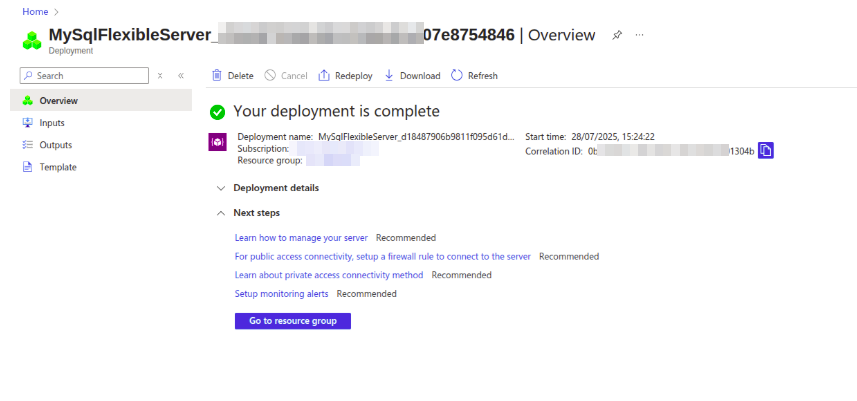 Home
MySqlFlexibleServer_ 07e8754846 | Overview
Deployment
Search
Delete Cancel Redeploy Download Refresh
Overview
Inputs
Outputs
Template
Your deployment is complete
Deployment name: MySqlFlexibleServer_d18487906b9811f095d61d...
Subscription:
Resource group:
Start time: 28/07/2025, 15:24:22
Correlation ID: 0b 1304b
Deployment details
Next steps
Learn how to manage your server Recommended
For public access connectivity, setup a firewall rule to connect to the server Recommended
Learn about private access connectivity method Recommended
Setup monitoring alerts Recommended
Go to resource group